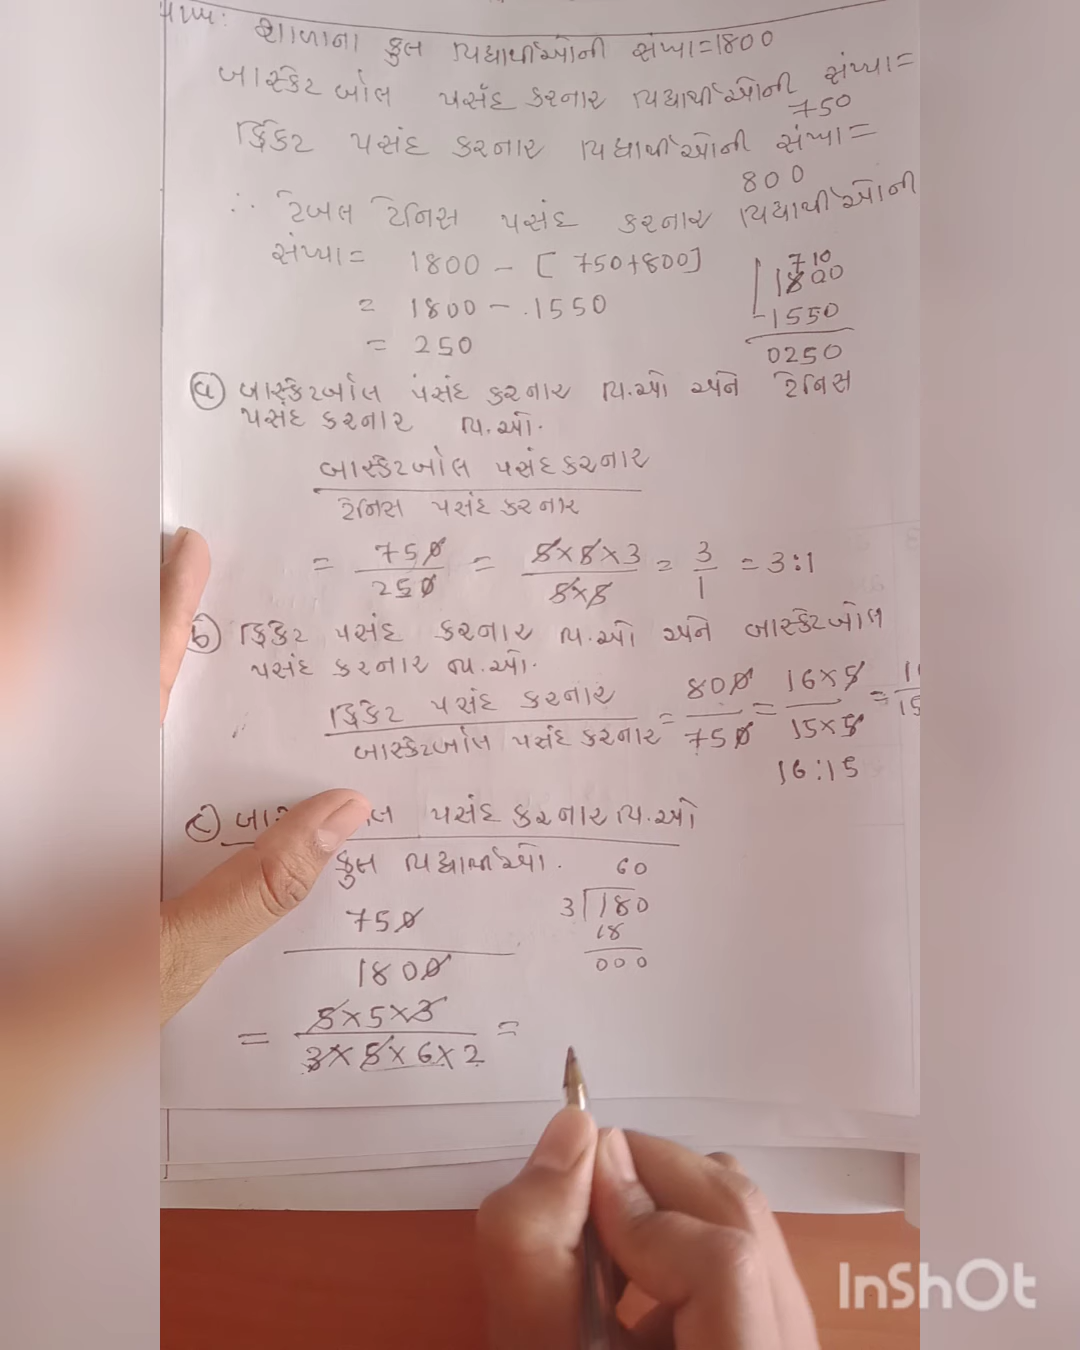 શાળાના કુલ વિદ્યાર્થીઓની સંખ્યા=1800
બાસ્કેટ બોલ પસંદ કરનાર વિદ્યાર્થીઓની સંખ્યા=
750
ક્રિકેટ પસંદ કરનાર વિદ્યાર્થીઓની સંખ્યા=
800
∴ ટેબલ ટેનિસ પસંદ કરનાર વિદ્યાર્થીઓની
સંખ્યા= 1800 - [750+800]
= 1800 - 1550
= 250
7 10
1800
-1550
0250
(a) બાસ્કેટબોલ પસંદ કરનાર વિ.ઓ અને ટેનિસ
પસંદ કરનાર વિ.ઓ.
બાસ્કેટબોલ પસંદ કરનાર
ટેનિસ પસંદ કરનાર
= 750/250 = 5×5×3/5×5 = 3/1 = 3:1
(b) ક્રિકેટ પસંદ કરનાર વિ.ઓ અને બાસ્કેટબોલ
પસંદ કરનાર વિ.ઓ.
ક્રિકેટ પસંદ કરનાર/બાસ્કેટબોલ પસંદ કરનાર = 800/750 = 16×5/15×5 =
16:15
(c) પસંદ કરનાર વિ.ઓ
કુલ વિદ્યાર્થીઓ.
750
1800
60
3 180
18
000
= 5×5×3/3×5×6×2 =
InShOt